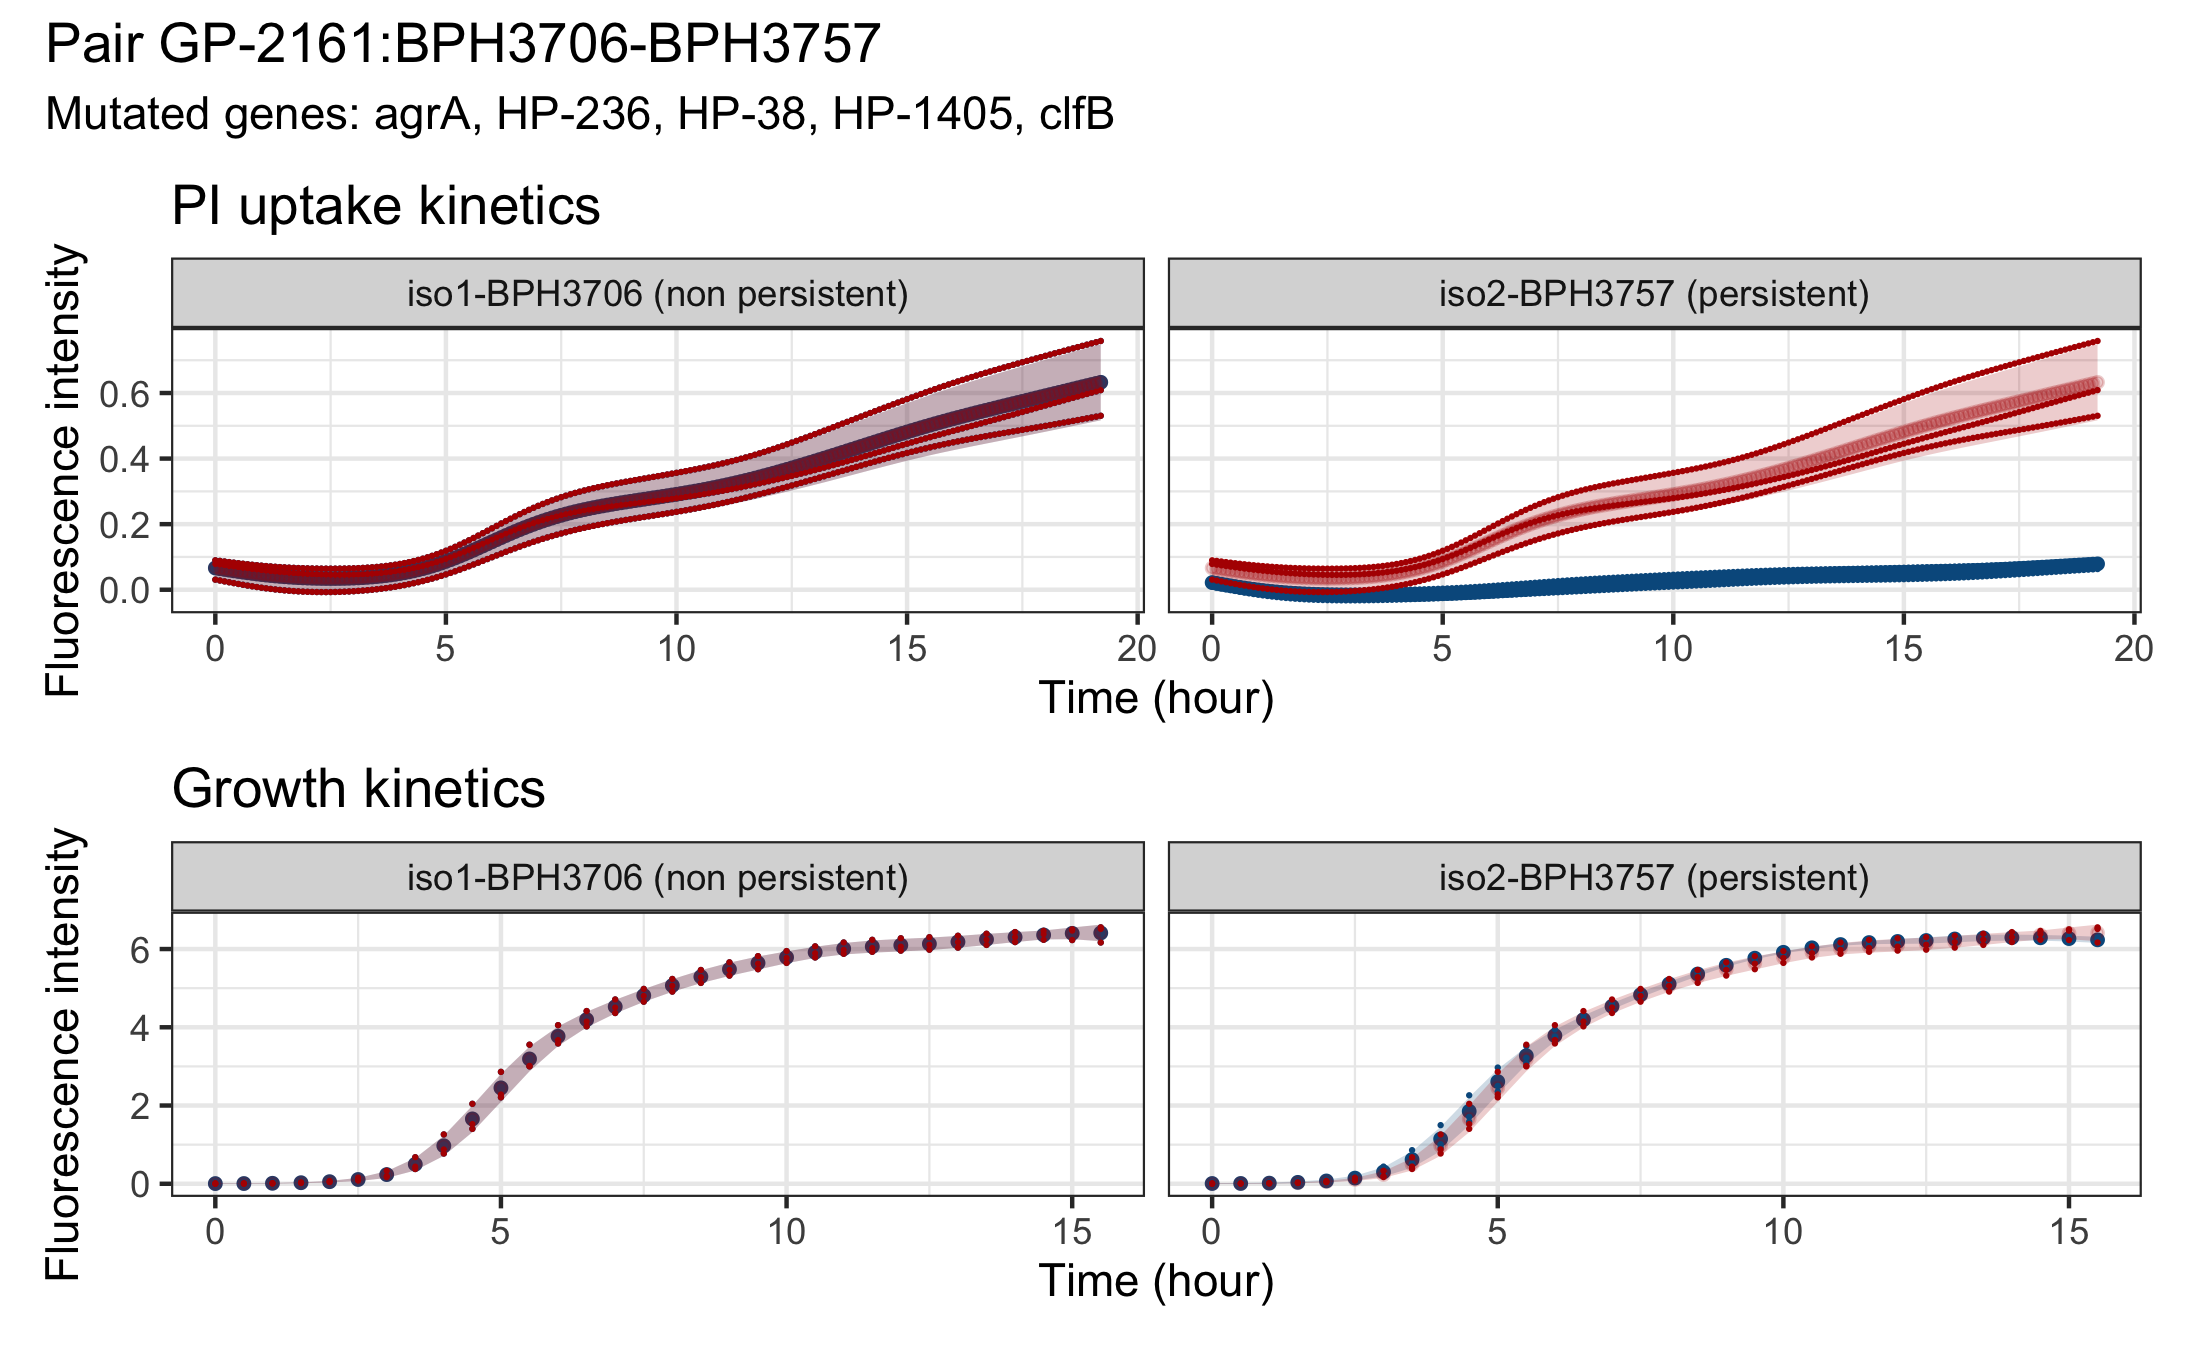 Pair GP-2161:BPH3706-BPH3757
Mutated genes: agrA, HP-236, HP-38, HP-1405, clfB
PI uptake kinetics
Fluorescence intensity
iso1-BPH3706 (non persistent)
iso2-BPH3757 (persistent)
0.6
0.4
0.2
0.0
0 5 10 15 20
0 5 10 15 20
Time (hour)
Growth kinetics
Fluorescence intensity
iso1-BPH3706 (non persistent)
iso2-BPH3757 (persistent)
6
4
2
0
0 5 10 15
0 5 10 15
Time (hour)